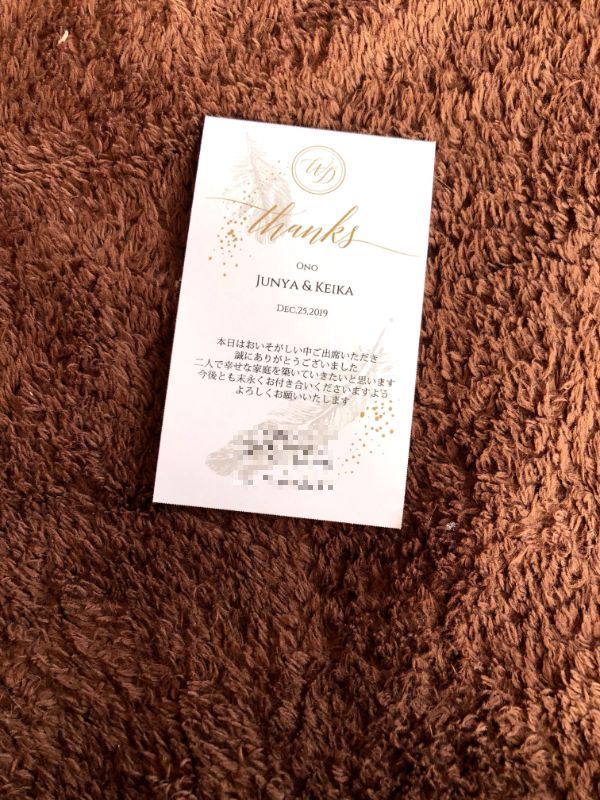 WD
thanks
ONO
JUNYA & KEIKA
DEC.25,2019
本日はおいそがしい中ご出席いただき
誠にありがとうございました
二人で幸せな家庭を築いていきたいと思います
今後とも末永くお付き合いくださいますよう
よろしくお願いいたします